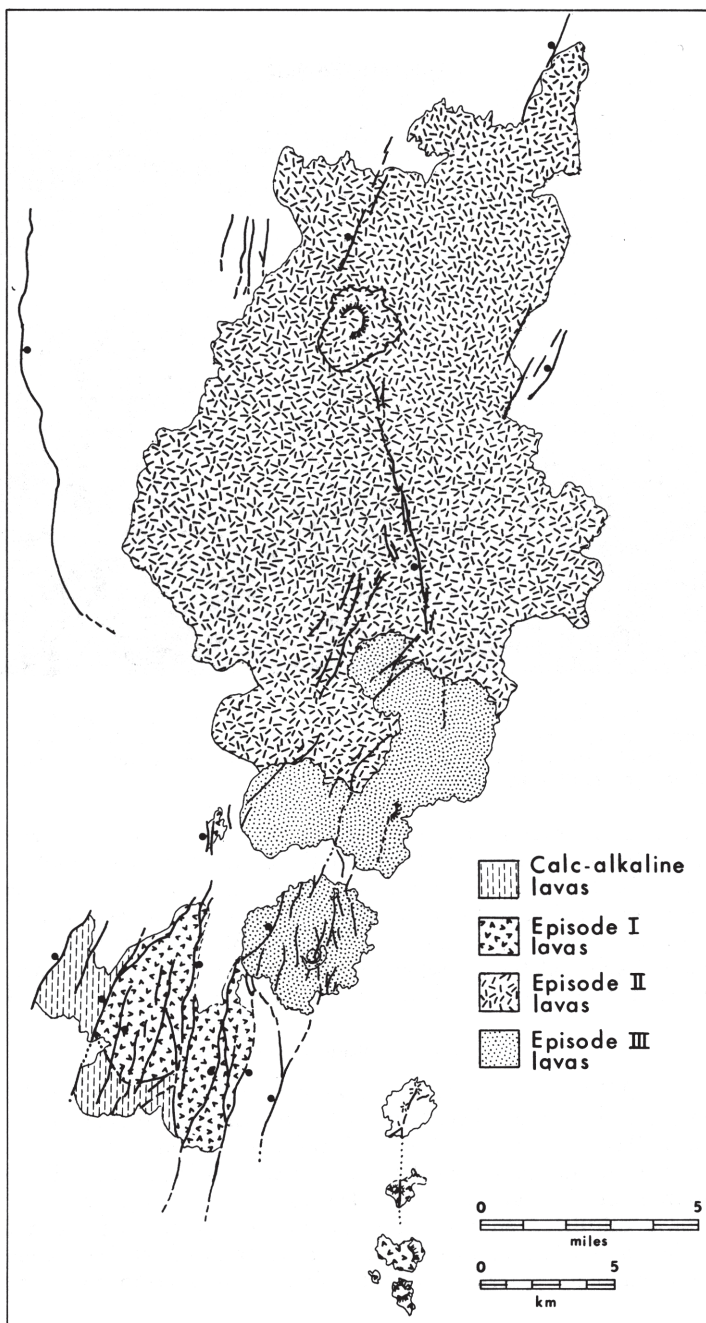 Calc-alkaline
lavas
Episode I
lavas
Episode II
lavas
Episode III
lavas
0 5
miles
0 5
km